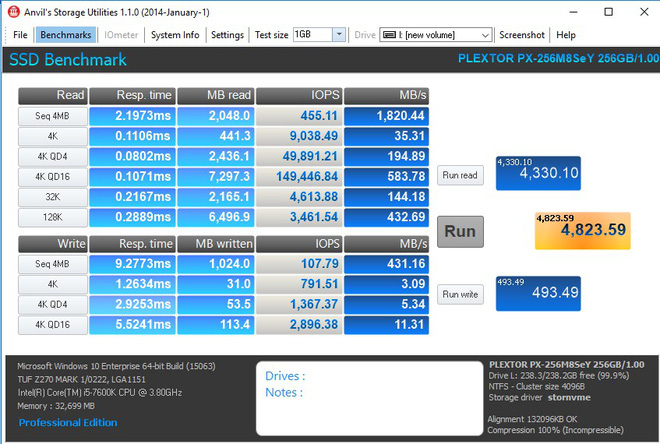 Anvil's Storage Utilities 1.1.0 (2014-January-1)
File Benchmarks IOmeter System Info Settings Test size 1GB Drive I: [new volume] Screenshot Help
SSD Benchmark PLEXTOR PX-256M8SeY 256GB/1.00
Read Resp. time MB read IOPS MB/s
Seq 4MB 2.1973ms 2,048.0 455.11 1,820.44
4K 0.1106ms 441.3 9,038.49 35.31
4K QD4 0.0802ms 2,436.1 49,891.21 194.89
4K QD16 0.1071ms 7,297.3 149,446.84 583.78
32K 0.2167ms 2,165.1 4,613.88 144.18
128K 0.2889ms 6,496.9 3,461.54 432.69
Run read
4,330.10
4,330.10
Run
4,823.59
4,823.59
Write Resp. time MB written IOPS MB/s
Seq 4MB 9.2773ms 1,024.0 107.79 431.16
4K 1.2634ms 31.0 791.51 3.09
4K QD4 2.9253ms 53.5 1,367.37 5.34
4K QD16 5.5241ms 113.4 2,896.38 11.31
Run write
493.49
493.49
Microsoft Windows 10 Enterprise 64-bit Build (15063)
TUF Z270 MARK 1/0222, LGA1151
Intel(R) Core(TM) i5-7600K CPU @ 3.80GHz
Memory : 32,699 MB
Professional Edition
Drives :
Notes :
PLEXTOR PX-256M8SeY 256GB/1.00
Drive L: 238.3/238.2GB free (99.9%)
NTFS - Cluster size 4096B
Storage driver stornvme
Alignment 132096KB OK
Compression 100% (Incompressible)